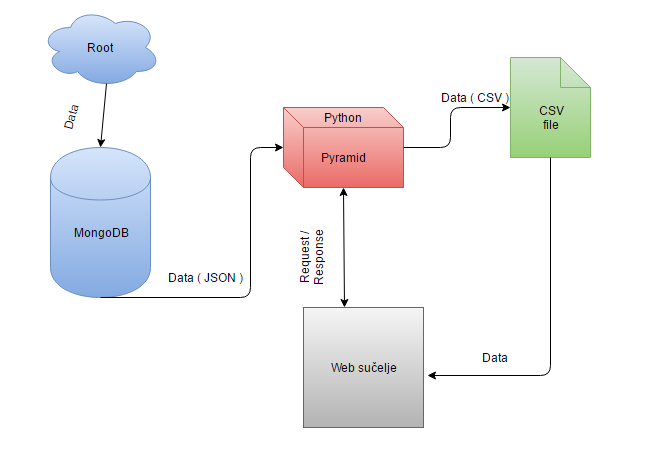 Root
Data
MongoDB
Data ( JSON )
Python
Pyramid
Data ( CSV )
CSV
file
Request /
Response
Web sučelje
Data